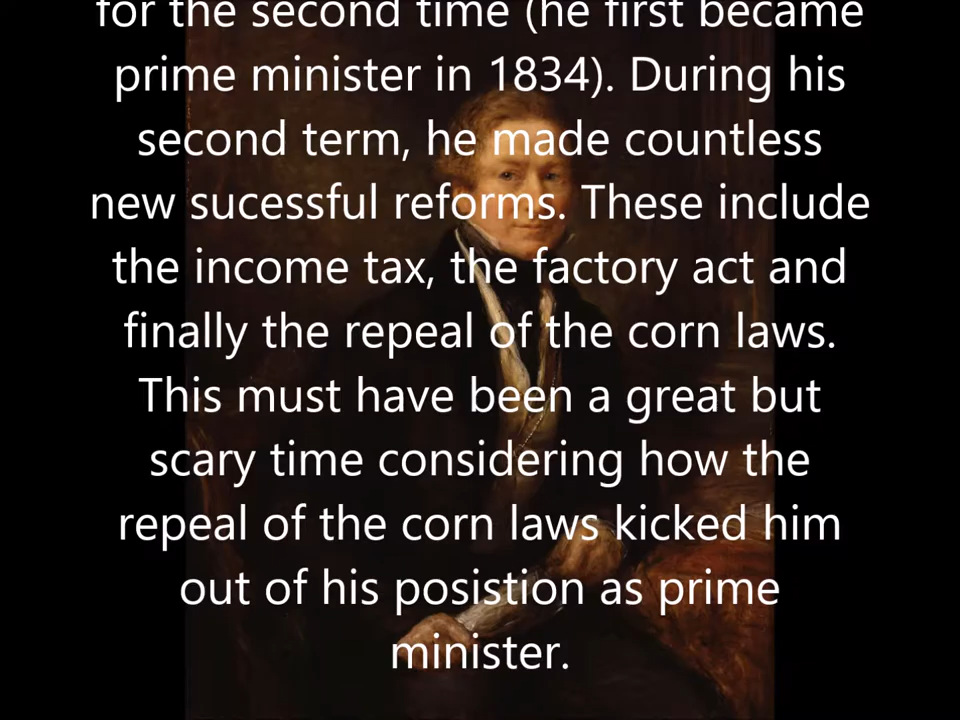 for the second time (he first became
prime minister in 1834). During his
second term, he made countless
new sucessful reforms. These include
the income tax, the factory act and
finally the repeal of the corn laws.
This must have been a great but
scary time considering how the
repeal of the corn laws kicked him
out of his posistion as prime
minister.